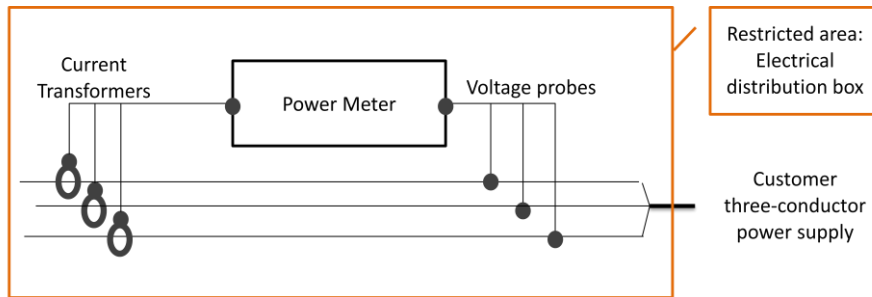 Current
Transformers
Power Meter
Voltage probes
Restricted area:
Electrical
distribution box
Customer
three-conductor
power supply